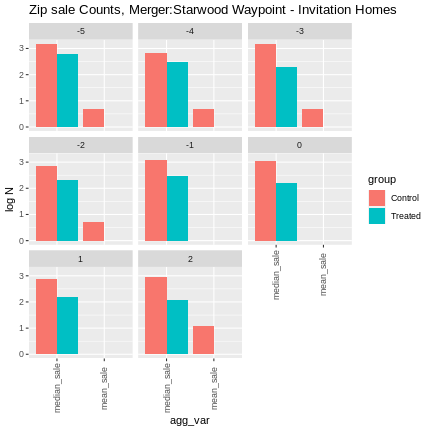 Zip sale Counts, Merger:Starwood Waypoint - Invitation Homes
-5
-4
-3
3
2
1
0
-2
-1
0
3
2
1
0
1
2
3
2
1
0
log N
median_sale
mean_sale
median_sale
mean_sale
median_sale
mean_sale
agg_var
group
Control
Treated